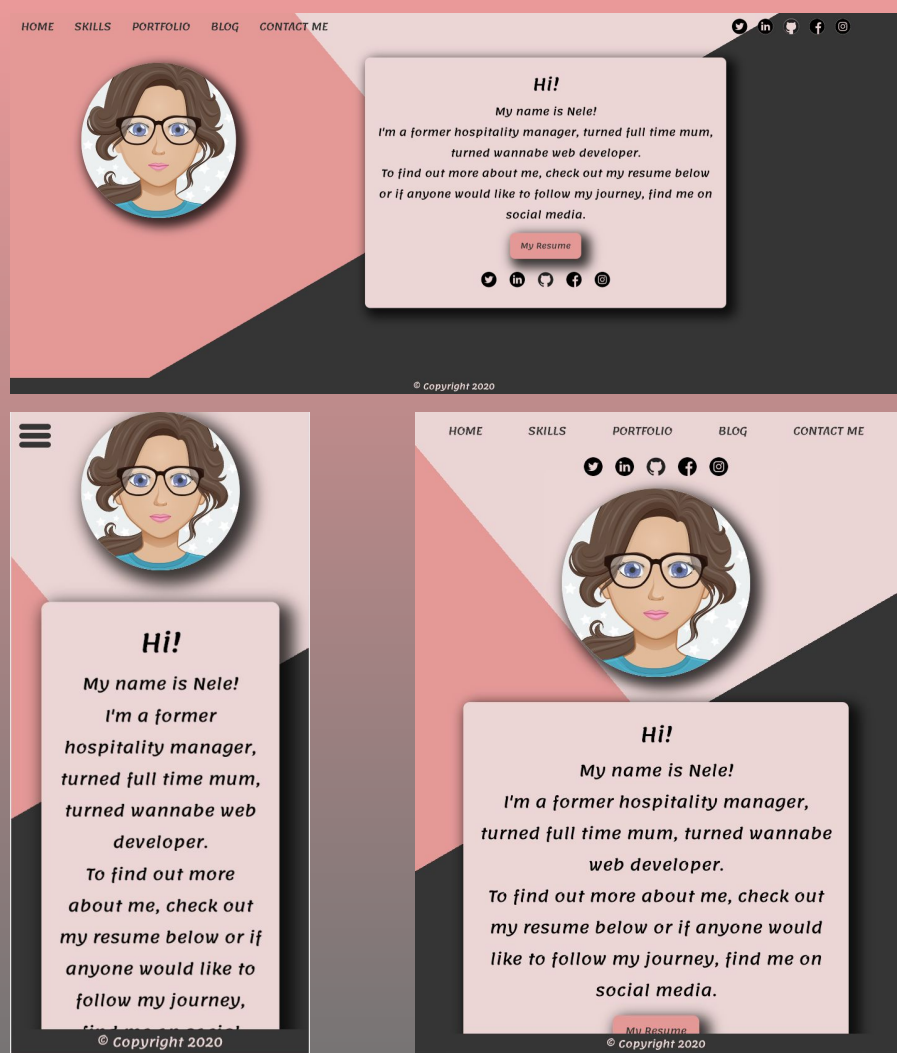 HOME SKILLS PORTFOLIO BLOG CONTACT ME
Hi!
My name is Nele!
I'm a former hospitality manager, turned full time mum,
turned wannabe web developer.
To find out more about me, check out my resume below
or if anyone would like to follow my journey, find me on
social media.
My Resume
© Copyright 2020
Hi!
My name is Nele!
I'm a former
hospitality manager,
turned full time mum,
turned wannabe web
developer.
To find out more
about me, check out
my resume below or if
anyone would like to
follow my journey,
find me on social
© Copyright 2020
HOME SKILLS PORTFOLIO BLOG CONTACT ME
Hi!
My name is Nele!
I'm a former hospitality manager,
turned full time mum, turned wannabe
web developer.
To find out more about me, check out
my resume below or if anyone would
like to follow my journey, find me on
social media.
My Resume
© Copyright 2020